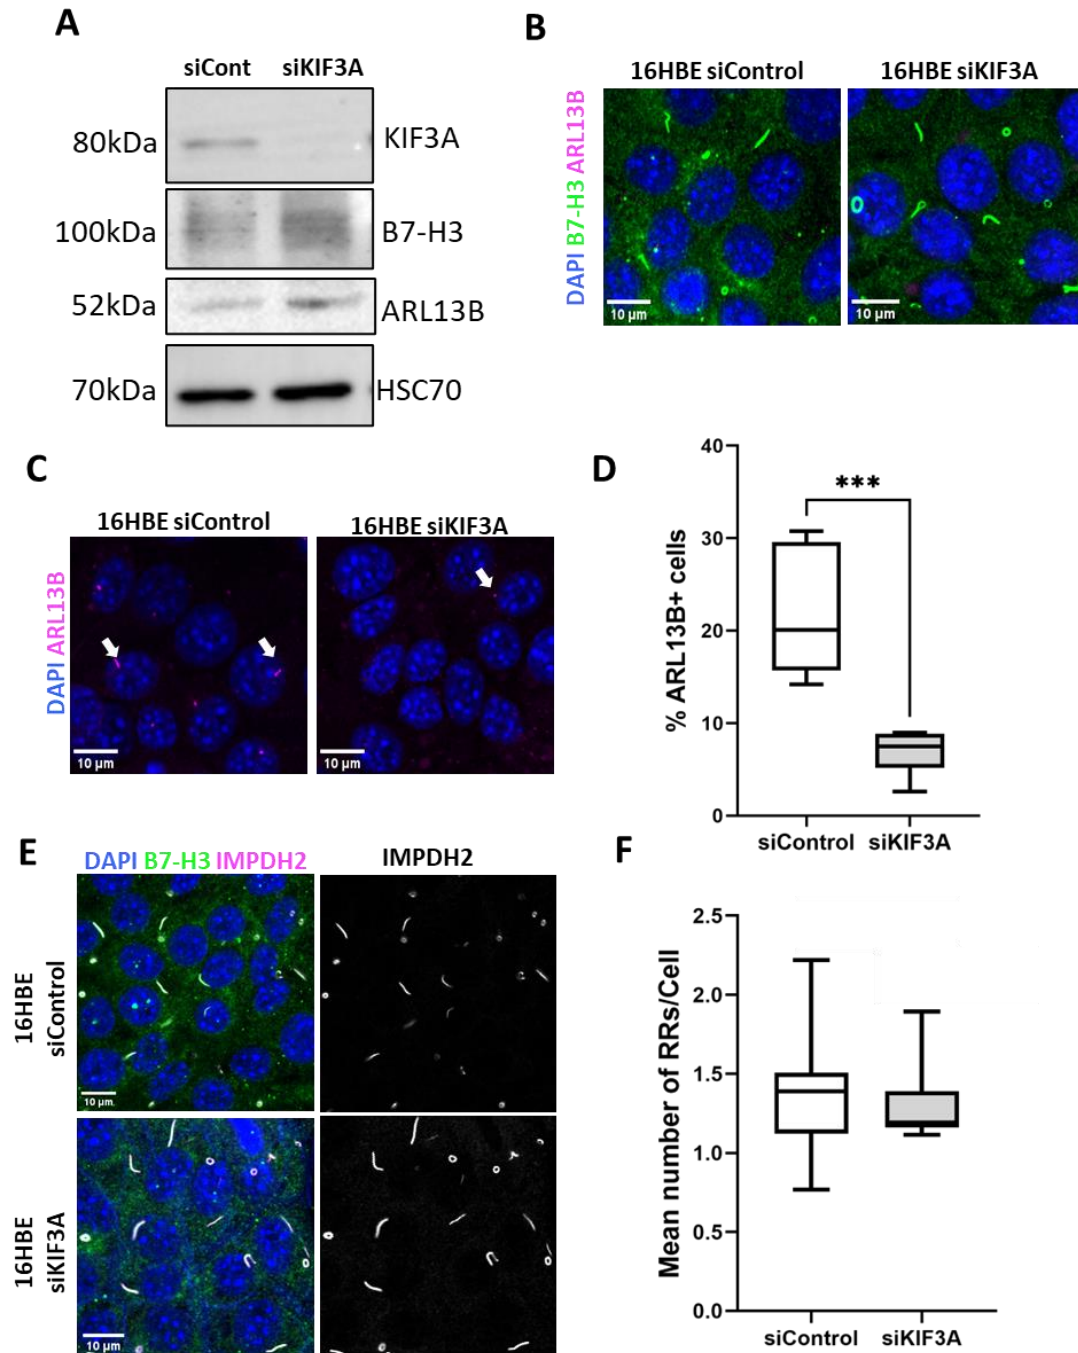 A
siCont siKIF3A
80kDa KIF3A
100kDa B7-H3
52kDa ARL13B
70kDa HSC70
B
16HBE siControl 16HBE siKIF3A
DAPI B7-H3 ARL13B
10 µm 10 µm
C
16HBE siControl 16HBE siKIF3A
DAPI ARL13B
10 µm 10 µm
D
% ARL13B+ cells
40
30
20
10
0
***
siControl siKIF3A
E
DAPI B7-H3 IMPDH2 IMPDH2
16HBE
siControl
10 µm
16HBE
siKIF3A
10 µm
F
Mean number of RRs/Cell
2.5
2.0
1.5
1.0
0.5
0.0
siControl siKIF3A